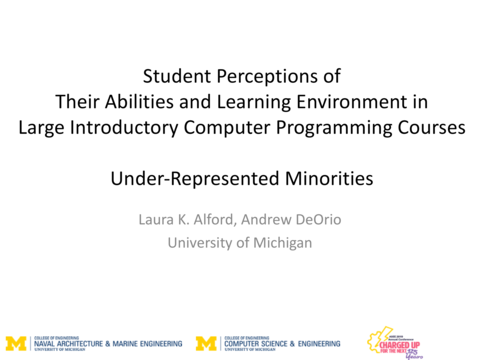 Student Perceptions of
Their Abilities and Learning Environment in
Large Introductory Computer Programming Courses
Under-Represented Minorities
Laura K. Alford, Andrew DeOrio
University of Michigan
COLLEGE OF ENGINEERING
NAVAL ARCHITECTURE & MARINE ENGINEERING
UNIVERSITY OF MICHIGAN
COLLEGE OF ENGINEERING
COMPUTER SCIENCE & ENGINEERING
UNIVERSITY OF MICHIGAN
CHARGED UP
FOR THE NEXT 125